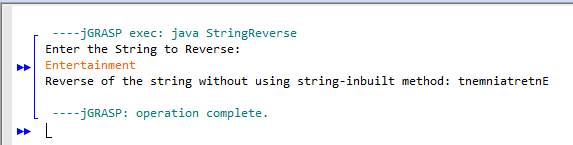 ----jGRASP exec: java StringReverse
Enter the String to Reverse:
Entertainment
Reverse of the string without using string-inbuilt method: tnemniatretnE
----jGRASP: operation complete.